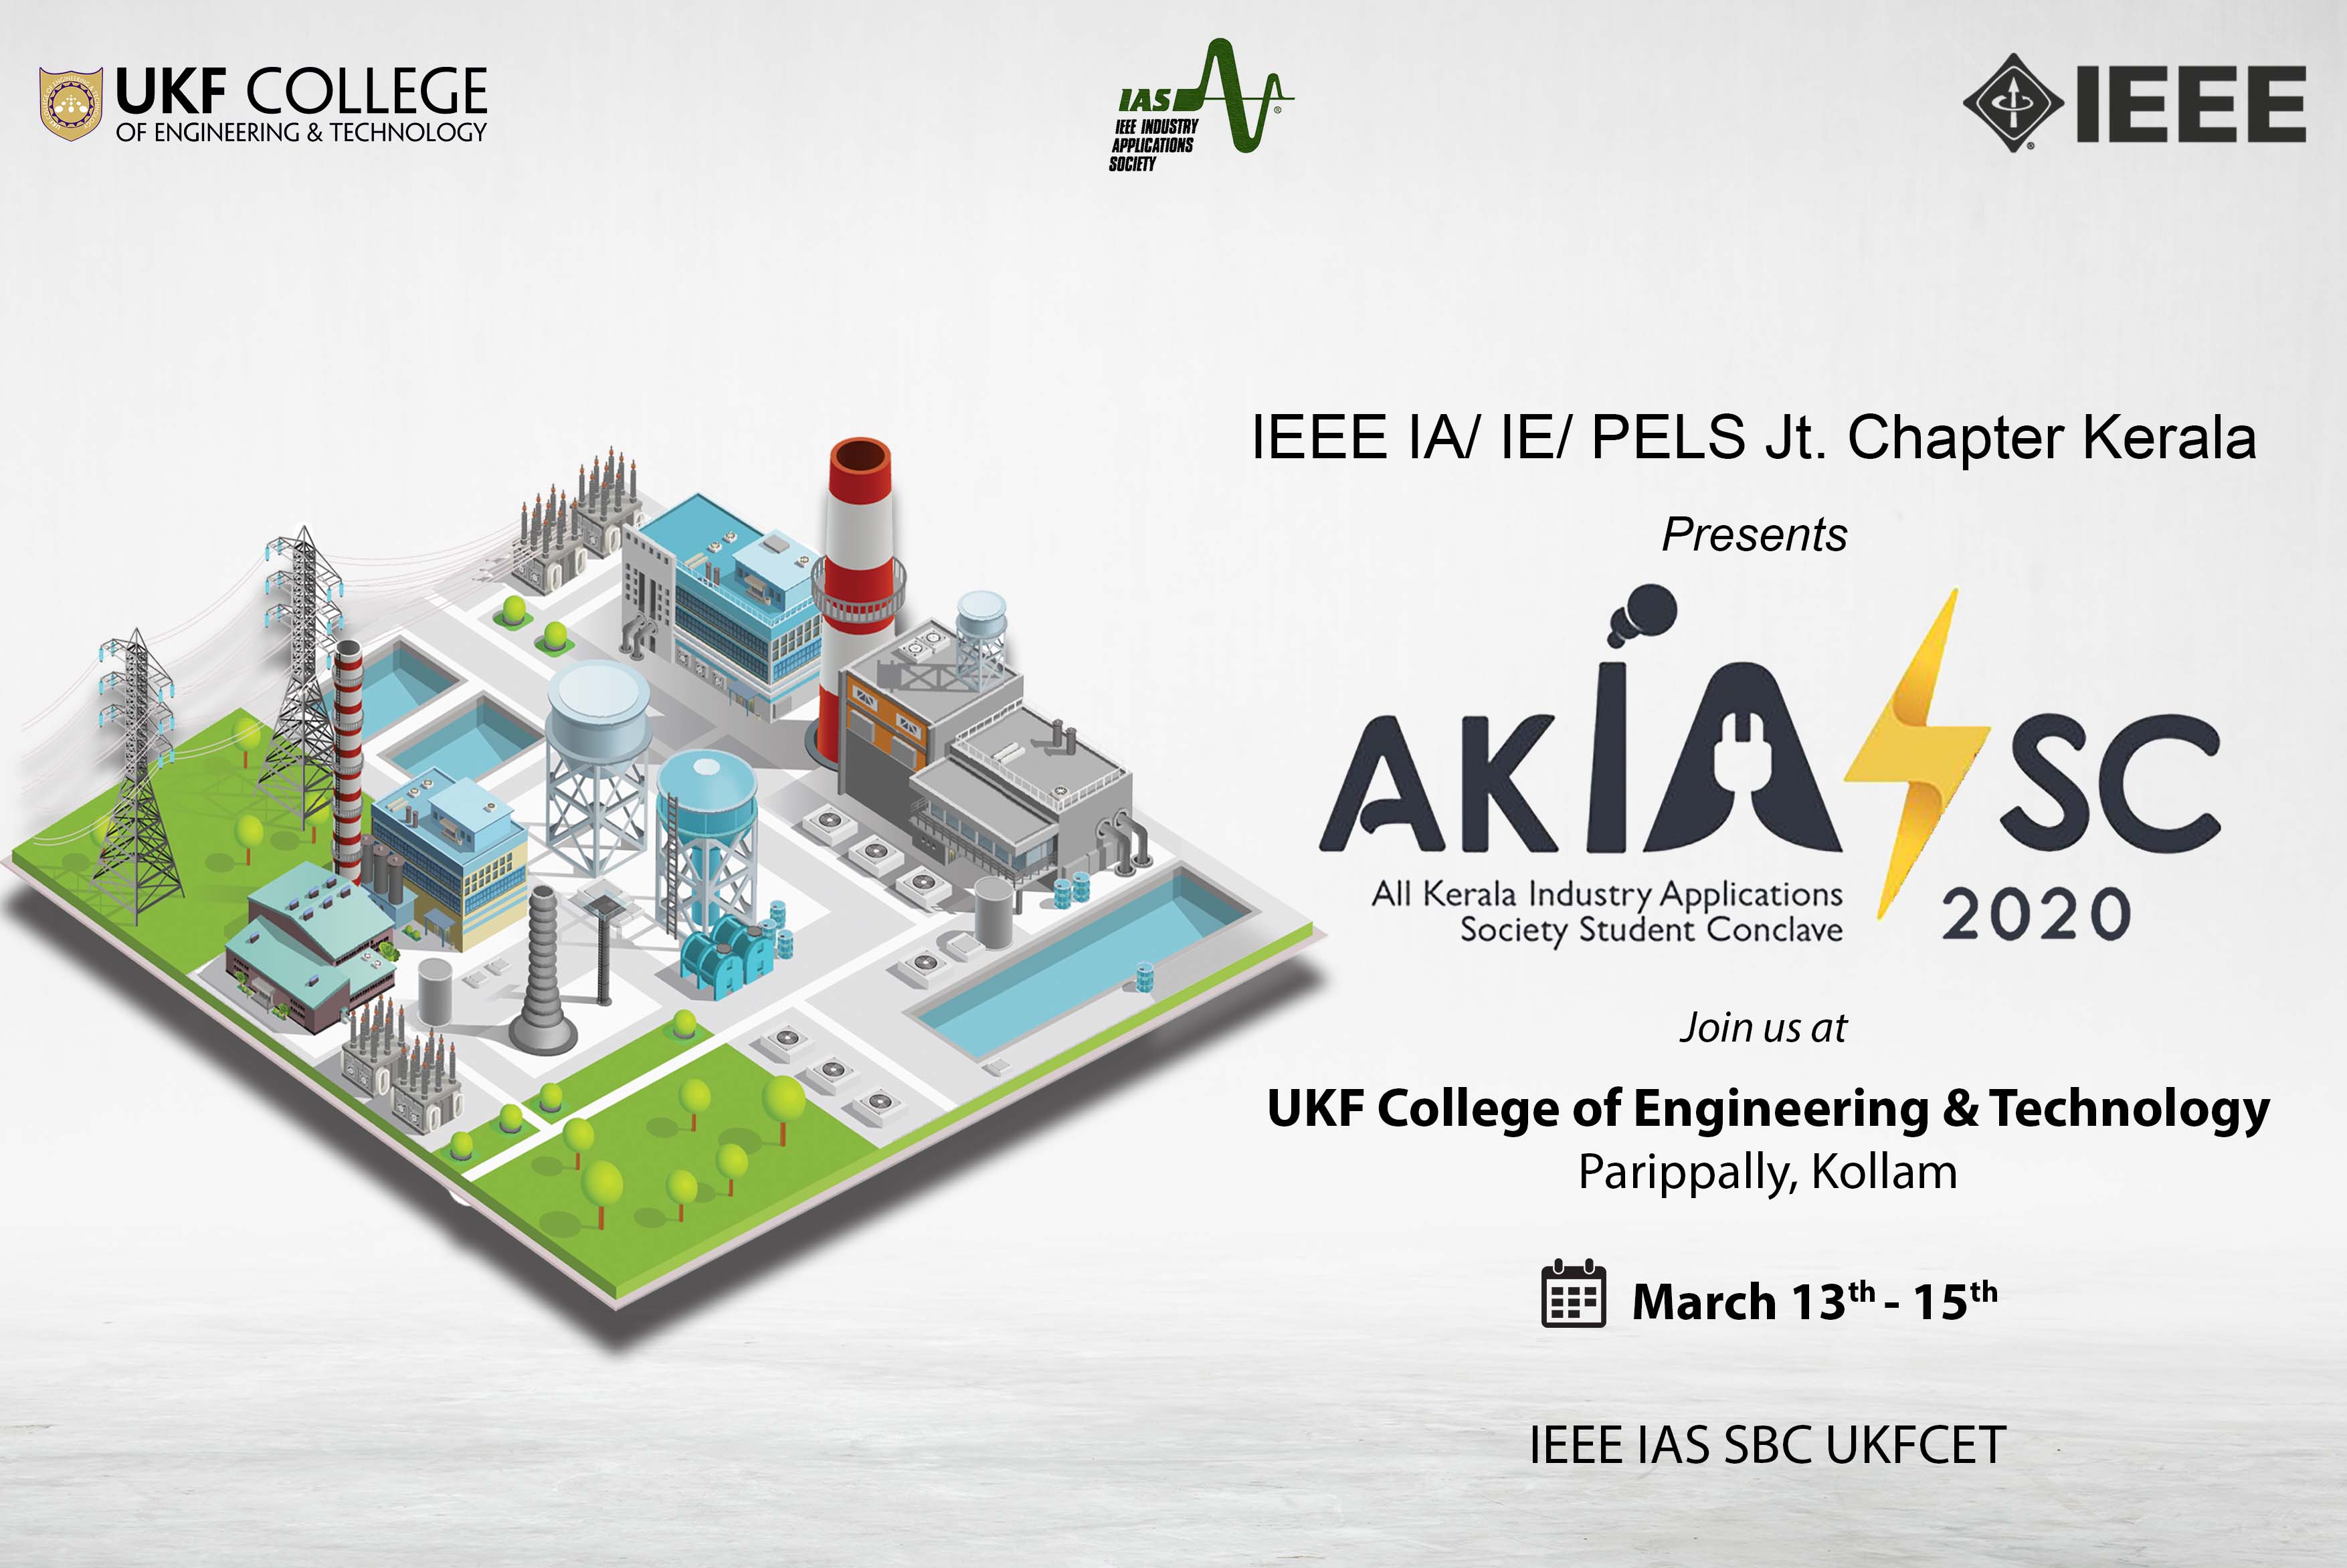 UKF COLLEGE
OF ENGINEERING & TECHNOLOGY
IAS
IEEE INDUSTRY
APPLICATIONS
SOCIETY
®
IEEE
®
IEEE IA/ IE/ PELS Jt. Chapter Kerala
Presents
AKIA SC
All Kerala Industry Applications
Society Student Conclave
2020
Join us at
UKF College of Engineering & Technology
Parippally, Kollam
March 13th - 15th
IEEE IAS SBC UKFCET